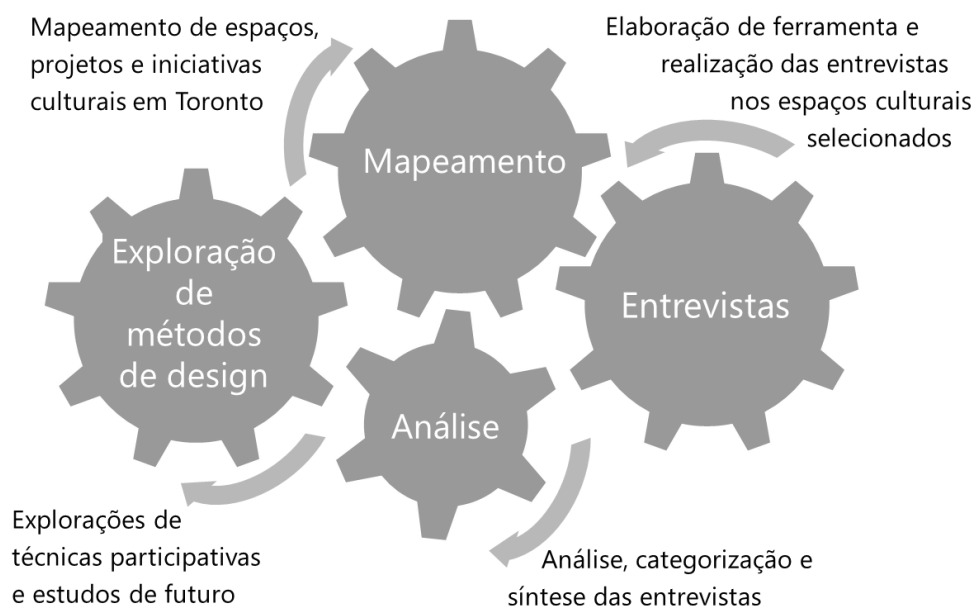 Mapeamento de espaços,
projetos e iniciativas
culturais em Toronto
Elaboração de ferramenta e
realização das entrevistas
nos espaços culturais
selecionados
Mapeamento
Exploração
de
métodos
de design
Entrevistas
Análise
Explorações de
técnicas participativas
e estudos de futuro
Análise, categorização e
síntese das entrevistas